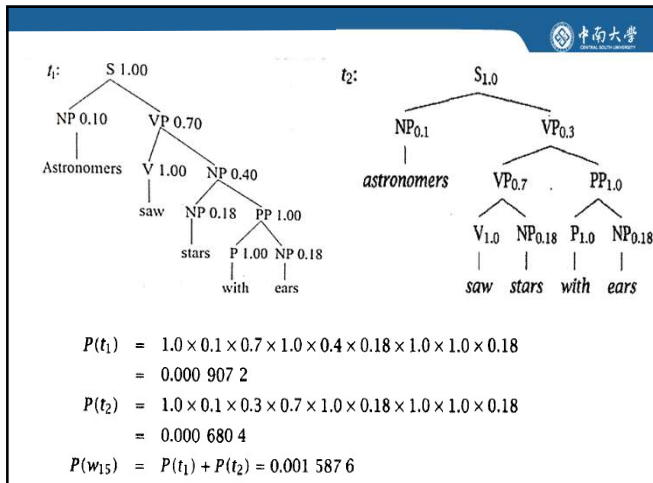 中南大学
CENTRAL SOUTH UNIVERSITY
t₁: S 1.00
NP 0.10 VP 0.70
Astronomers V 1.00 NP 0.40
saw NP 0.18 PP 1.00
stars P 1.00 NP 0.18
with ears
t₂: S₁.₀
NP₀.₁ VP₀.₃
astronomers VP₀.₇ PP₁.₀
V₁.₀ NP₀.₁₈ P₁.₀ NP₀.₁₈
saw stars with ears
P(t₁) = 1.0 × 0.1 × 0.7 × 1.0 × 0.4 × 0.18 × 1.0 × 1.0 × 0.18
= 0.000 907 2
P(t₂) = 1.0 × 0.1 × 0.3 × 0.7 × 1.0 × 0.18 × 1.0 × 1.0 × 0.18
= 0.000 680 4
P(w₁₅) = P(t₁) + P(t₂) = 0.001 587 6